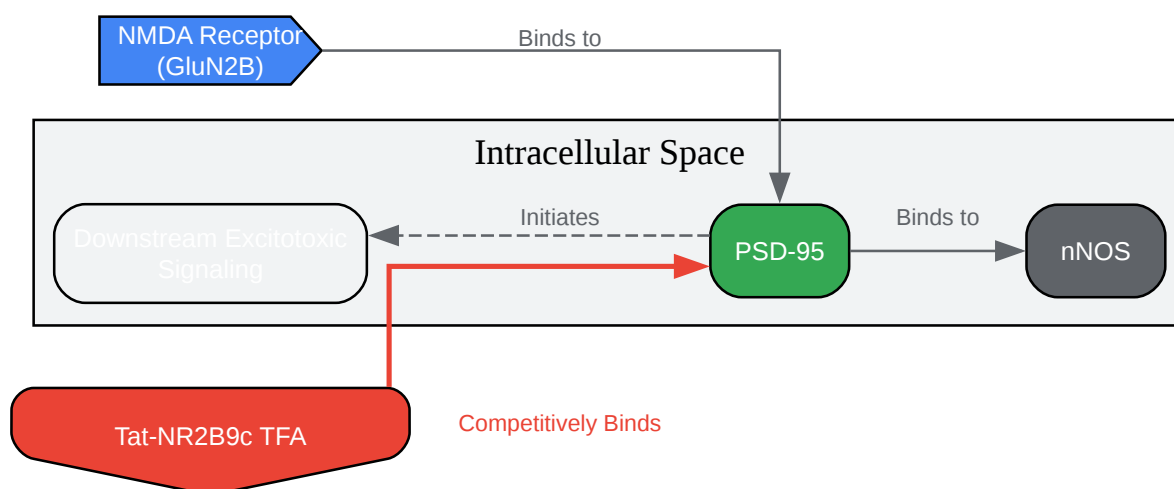 NMDA Receptor
(GluN2B)
Binds to
Intracellular Space
Downstream Excitotoxic
Signaling
Initiates
PSD-95
Binds to
nNOS
Tat-NR2B9c TFA
Competitively Binds